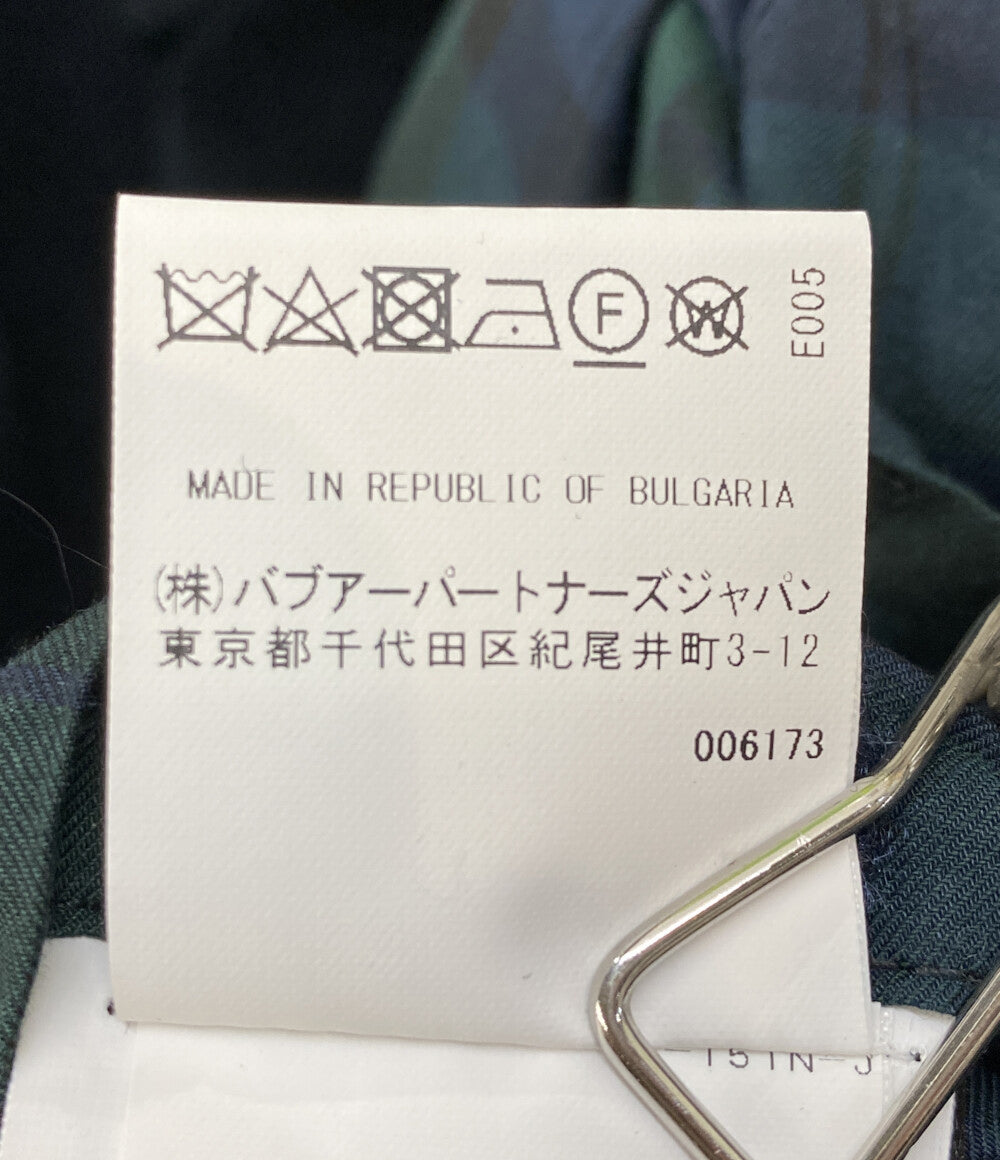 F W E005
MADE IN REPUBLIC OF BULGARIA
(株)バブアーパートナーズジャパン
東京都千代田区紀尾井町3-12
006173